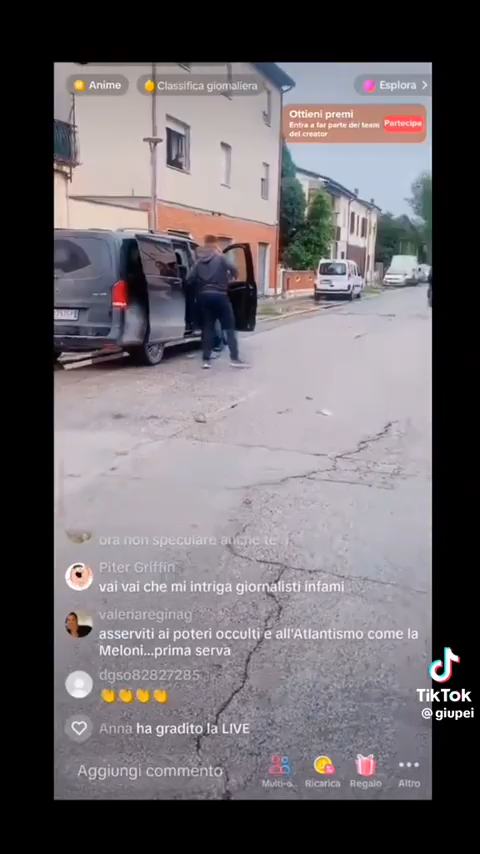 Anime
Classifica giornaliera
Esplora
Ottieni premi
Entra a far parte del team
del creator
Partecipa
ora non speculare anche te
Piter Griffin
vai vai che mi intriga giornalisti infami
valeriareginag
asserviti ai poteri occulti e all'Atlantismo come la
Meloni...prima serva
dgso82827285
Anna ha gradito la LIVE
Aggiungi commento
Multi-o...
Ricarica
Regalo
Altro
TikTok
@giupei